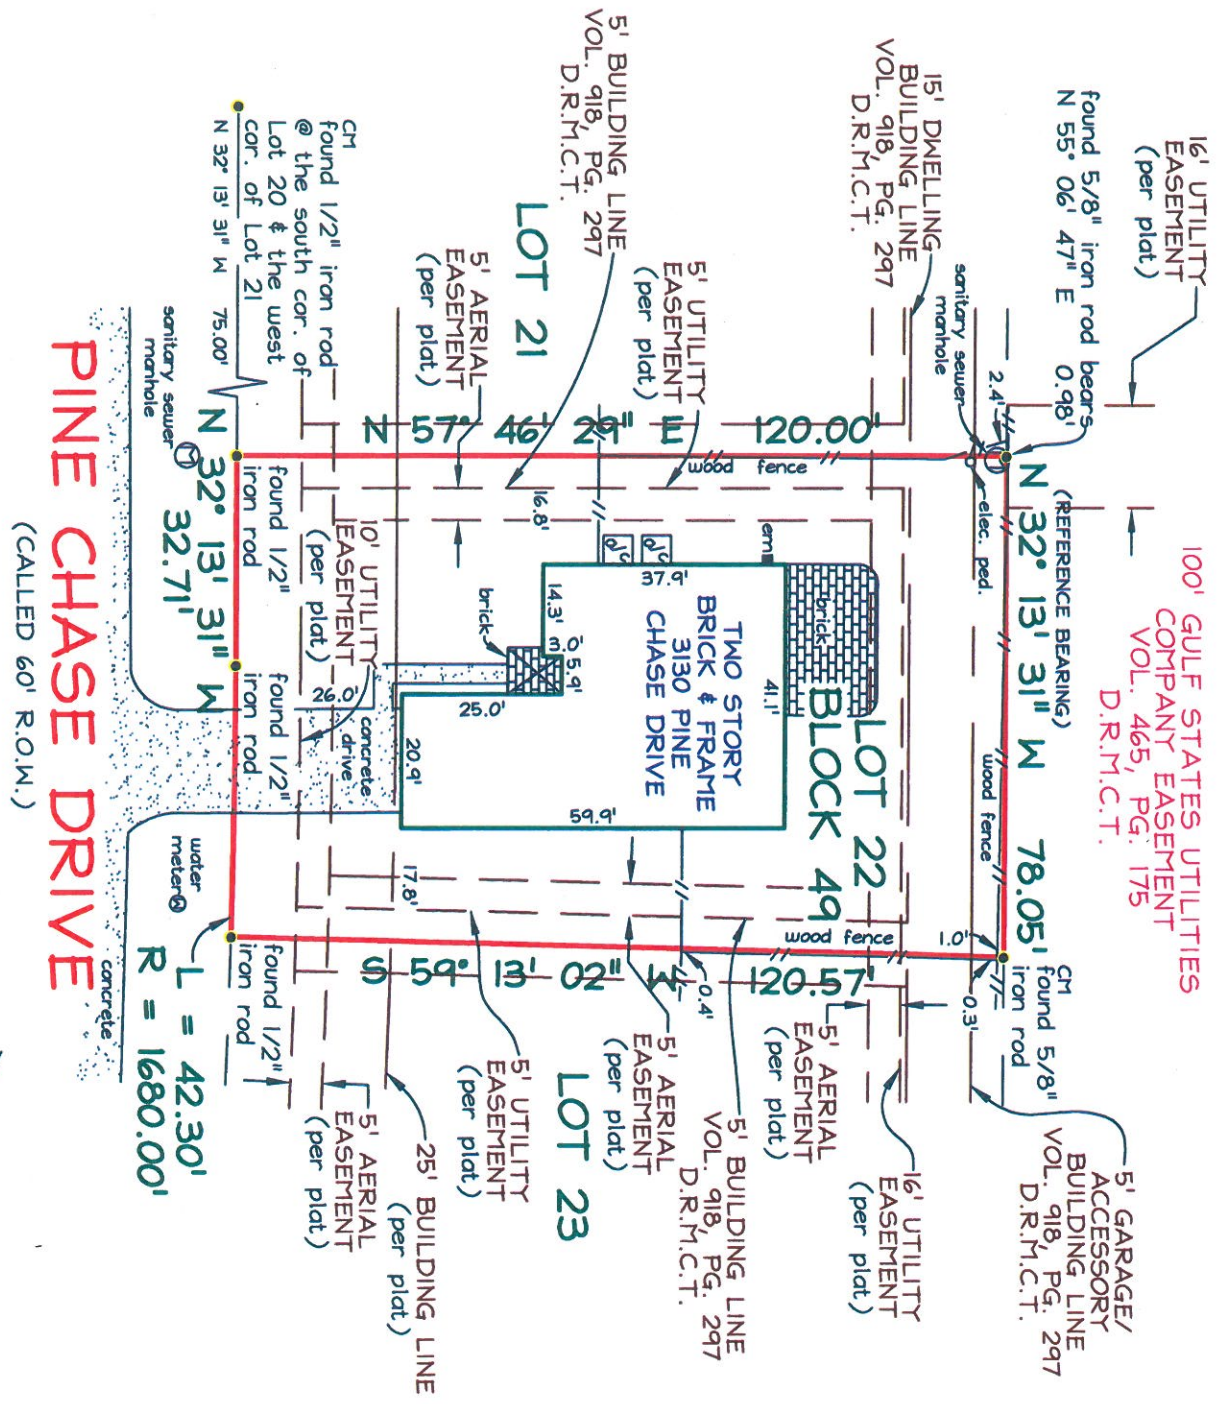 16' UTILITY
EASEMENT
(per plat)
found 5/8" iron rod bears
N 55° 06' 47" E 0.98'
100' GULF STATES UTILITIES
COMPANY EASEMENT
VOL. 465, PG. 175
D.R.M.C.T.
5' GARAGE/
ACCESSORY
BUILDING LINE
VOL. 918, PG. 297
D.R.M.C.T.
(REFERENCE BEARING)
N 32° 13' 31" W 78.05'
CM
found 5/8"
iron rod
15' DWELLING
BUILDING LINE
VOL. 918, PG. 297
D.R.M.C.T.
sanitary sewer
manhole
2.4'
elec. ped.
wood fence
1.0'
0.3'
16' UTILITY
EASEMENT
(per plat)
5' AERIAL
EASEMENT
(per plat)
5' BUILDING LINE
VOL. 918, PG. 297
D.R.M.C.T.
5' UTILITY
EASEMENT
(per plat)
5' AERIAL
EASEMENT
(per plat)
LOT 21
N 57° 46' 29" E 120.00'
wood fence
16.8'
em
brick
LOT 22
BLOCK 49
a/c
a/c
37.9'
41.1'
TWO STORY
BRICK & FRAME
3130 PINE
CHASE DRIVE
14.3'
5.9'
brick
25.0'
20.9'
59.9'
wood fence
S 59° 13' 02" W 120.57'
0.4'
17.8'
5' BUILDING LINE
VOL. 918, PG. 297
D.R.M.C.T.
5' AERIAL
EASEMENT
(per plat)
LOT 23
5' UTILITY
EASEMENT
(per plat)
25' BUILDING LINE
(per plat)
5' AERIAL
EASEMENT
(per plat)
10' UTILITY
EASEMENT
(per plat)
26.0'
concrete
drive
CM
found 1/2" iron rod
@ the south cor. of
Lot 20 & the west
cor. of Lot 21
N 32° 13' 31" W 75.00'
found 1/2"
iron rod
found 1/2"
iron rod
found 1/2"
iron rod
N 32° 13' 31" W
32.71'
sanitary sewer
manhole
water
meter
L = 42.30'
R = 1680.00'
concrete
PINE CHASE DRIVE
(CALLED 60' R.O.W.)